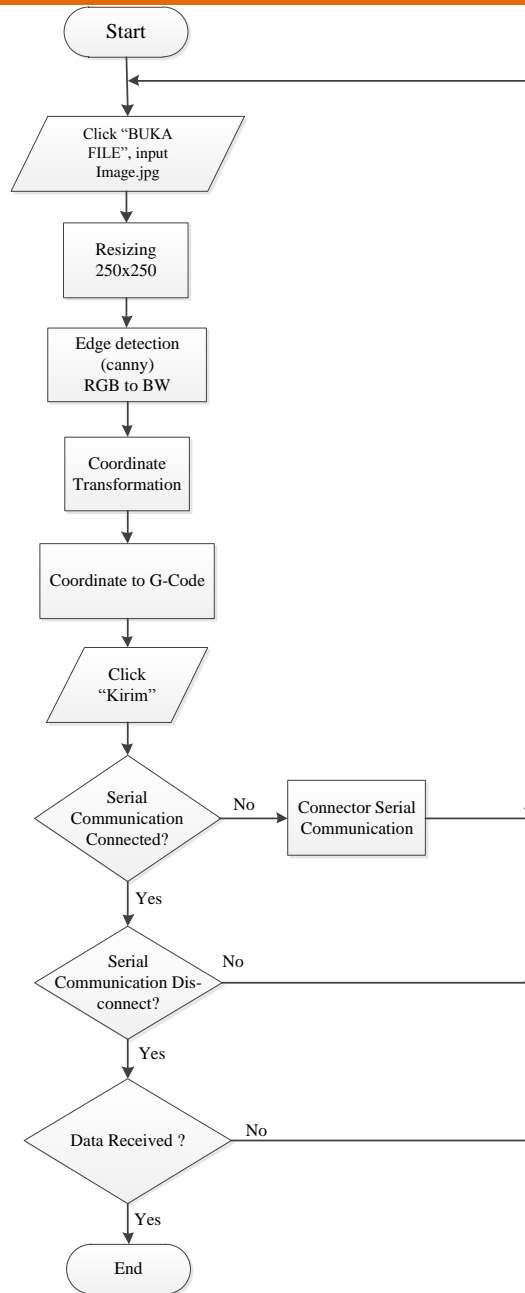 Start
Click “BUKA
FILE”, input
Image.jpg
Resizing
250x250
Edge detection
(canny)
RGB to BW
Coordinate
Transformation
Coordinate to G-Code
Click
“Kirim”
Serial
Communication
Connected?
No
Connector Serial
Communication
Yes
Serial
Communication Dis-
connect?
No
Yes
Data Received ?
No
Yes
End